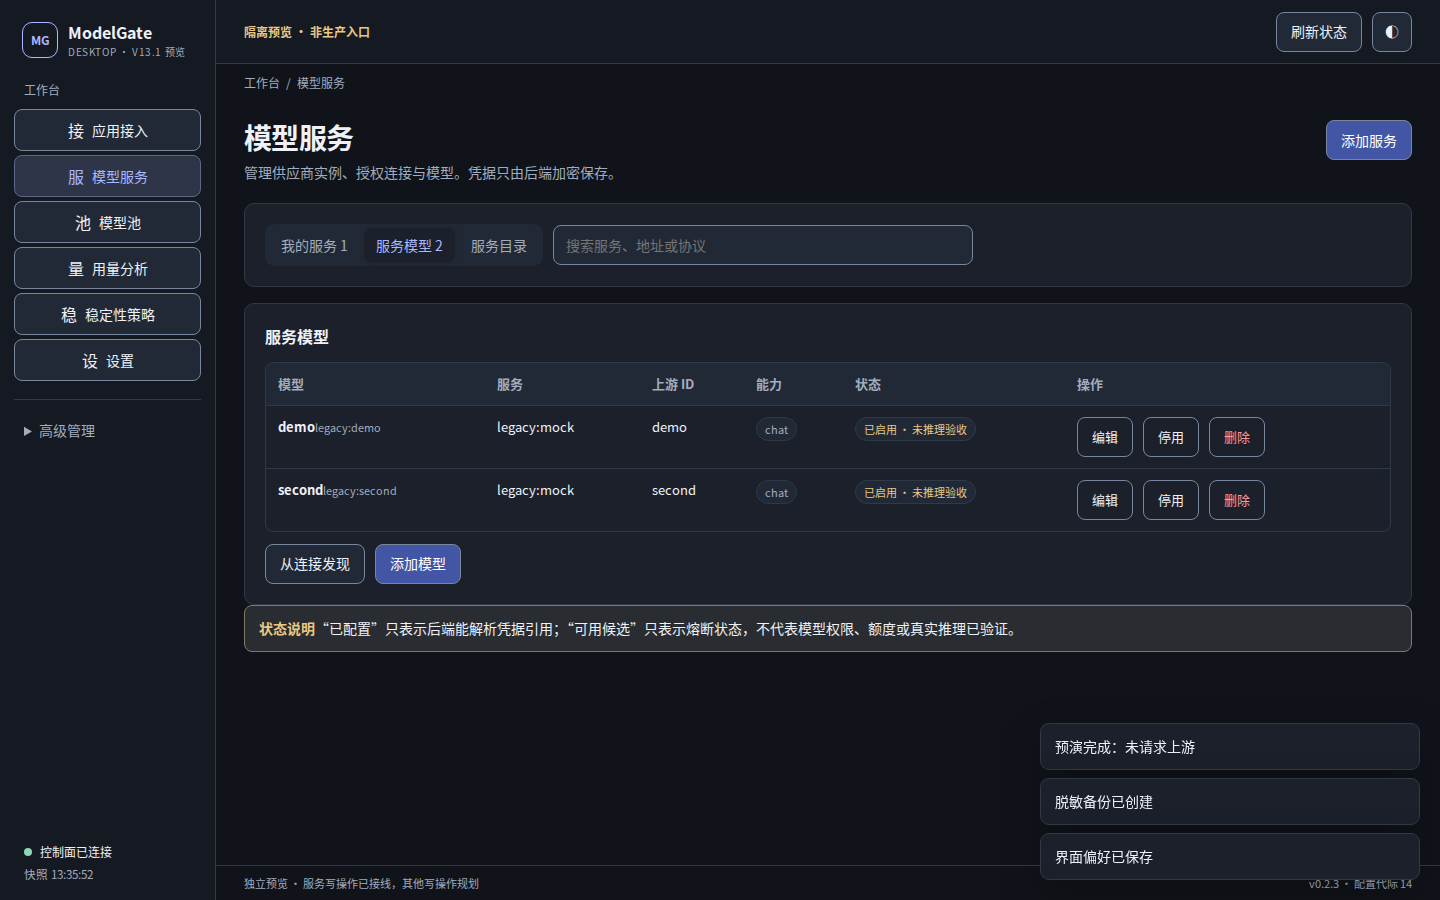 MG
ModelGate
DESKTOP · V13.1 预览
工作台
接 应用接入
服 模型服务
池 模型池
量 用量分析
稳 稳定性策略
设 设置
▶ 高级管理
控制面已连接
快照 13:35:52
隔离预览 · 非生产入口
刷新状态
工作台 / 模型服务
模型服务
添加服务
管理供应商实例、授权连接与模型。凭据只由后端加密保存。
我的服务 1 服务模型 2 服务目录 搜索服务、地址或协议
服务模型
模型 服务 上游 ID 能力 状态 操作
demolegacy:demo legacy:mock demo chat 已启用 · 未推理验收 编辑 停用 删除
secondlegacy:second legacy:mock second chat 已启用 · 未推理验收 编辑 停用 删除
从连接发现 添加模型
状态说明 “已配置”只表示后端能解析凭据引用；“可用候选”只表示熔断状态，不代表模型权限、额度或真实推理已验证。
预演完成：未请求上游
脱敏备份已创建
界面偏好已保存
独立预览 · 服务写操作已接线，其他写操作规划
v0.2.3 · 配置代际 14